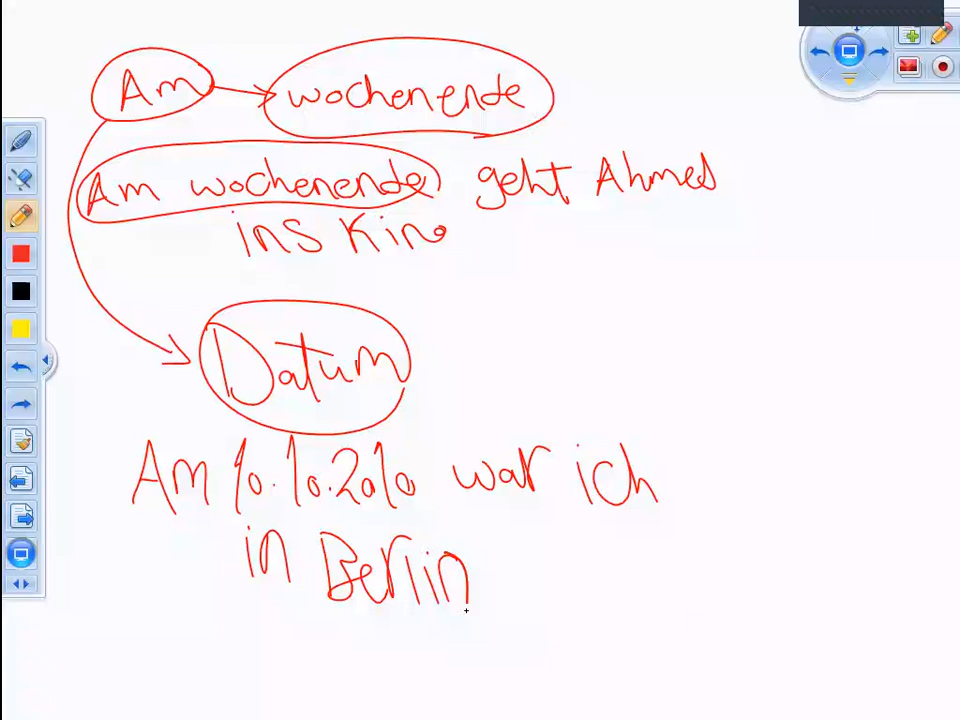 Am wochenende
Am wochenende geht Ahmed
ins Kino
Datum
Am 10.10.2010 war ich
in Berlin